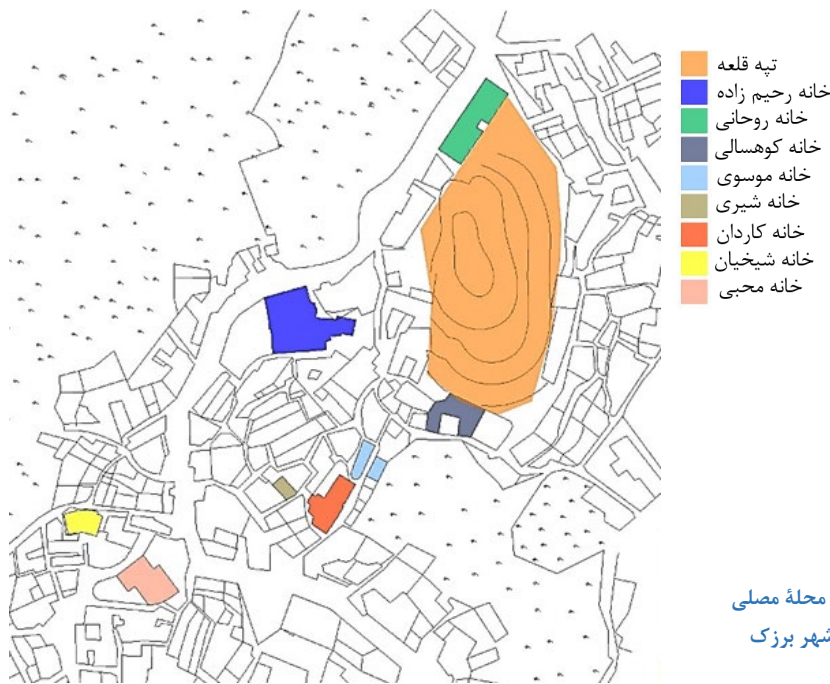 تپه قلعه
خانه رحیم زاده
خانه روحانی
خانه کوهسالی
خانه موسوی
خانه شیری
خانه کاردان
خانه شیخیان
خانه محبی
محلهٔ مصلی
شهر برزک